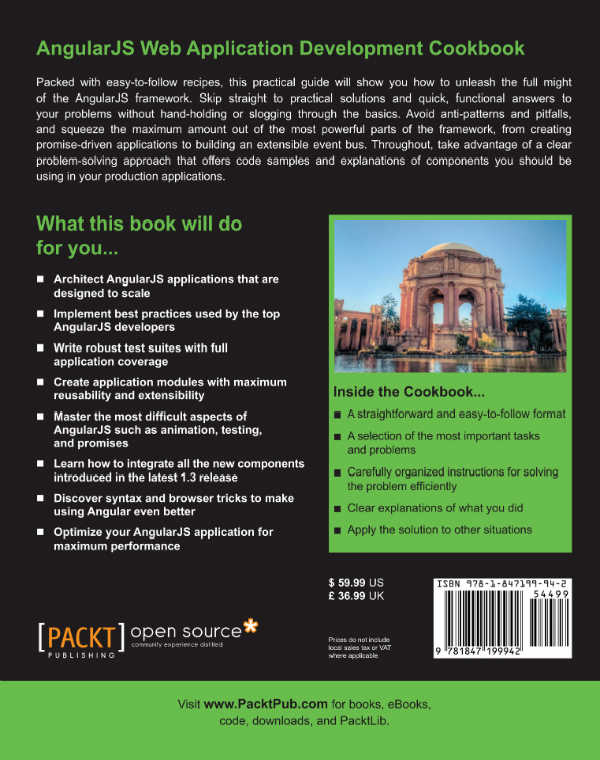 AngularJS Web Application Development Cookbook
Packed with easy-to-follow recipes, this practical guide will show you how to unleash the full might
of the AngularJS framework. Skip straight to practical solutions and quick, functional answers to
your problems without hand-holding or slogging through the basics. Avoid anti-patterns and pitfalls,
and squeeze the maximum amount out of the most powerful parts of the framework, from creating
promise-driven applications to building an extensible event bus. Throughout, take advantage of a clear
problem-solving approach that offers code samples and explanations of components you should be
using in your production applications.
What this book will do
for you...
Architect AngularJS applications that are
designed to scale
Implement best practices used by the top
AngularJS developers
Write robust test suites with full
application coverage
Create application modules with maximum
reusability and extensibility
Master the most difficult aspects of
AngularJS such as animation, testing,
and promises
Learn how to integrate all the new components
introduced in the latest 1.3 release
Discover syntax and browser tricks to make
using Angular even better
Optimize your AngularJS application for
maximum performance
Inside the Cookbook...
A straightforward and easy-to-follow format
A selection of the most important tasks
and problems
Carefully organized instructions for solving
the problem efficiently
Clear explanations of what you did
Apply the solution to other situations
$ 59.99 US
£ 36.99 UK
Prices do not include
local sales tax or VAT
where applicable
ISBN 978-1-847199-94-2
54499
9 781847 199942
[PACKT]
PUBLISHING
open source*
community experience distilled
Visit www.PacktPub.com for books, eBooks,
code, downloads, and PacktLib.